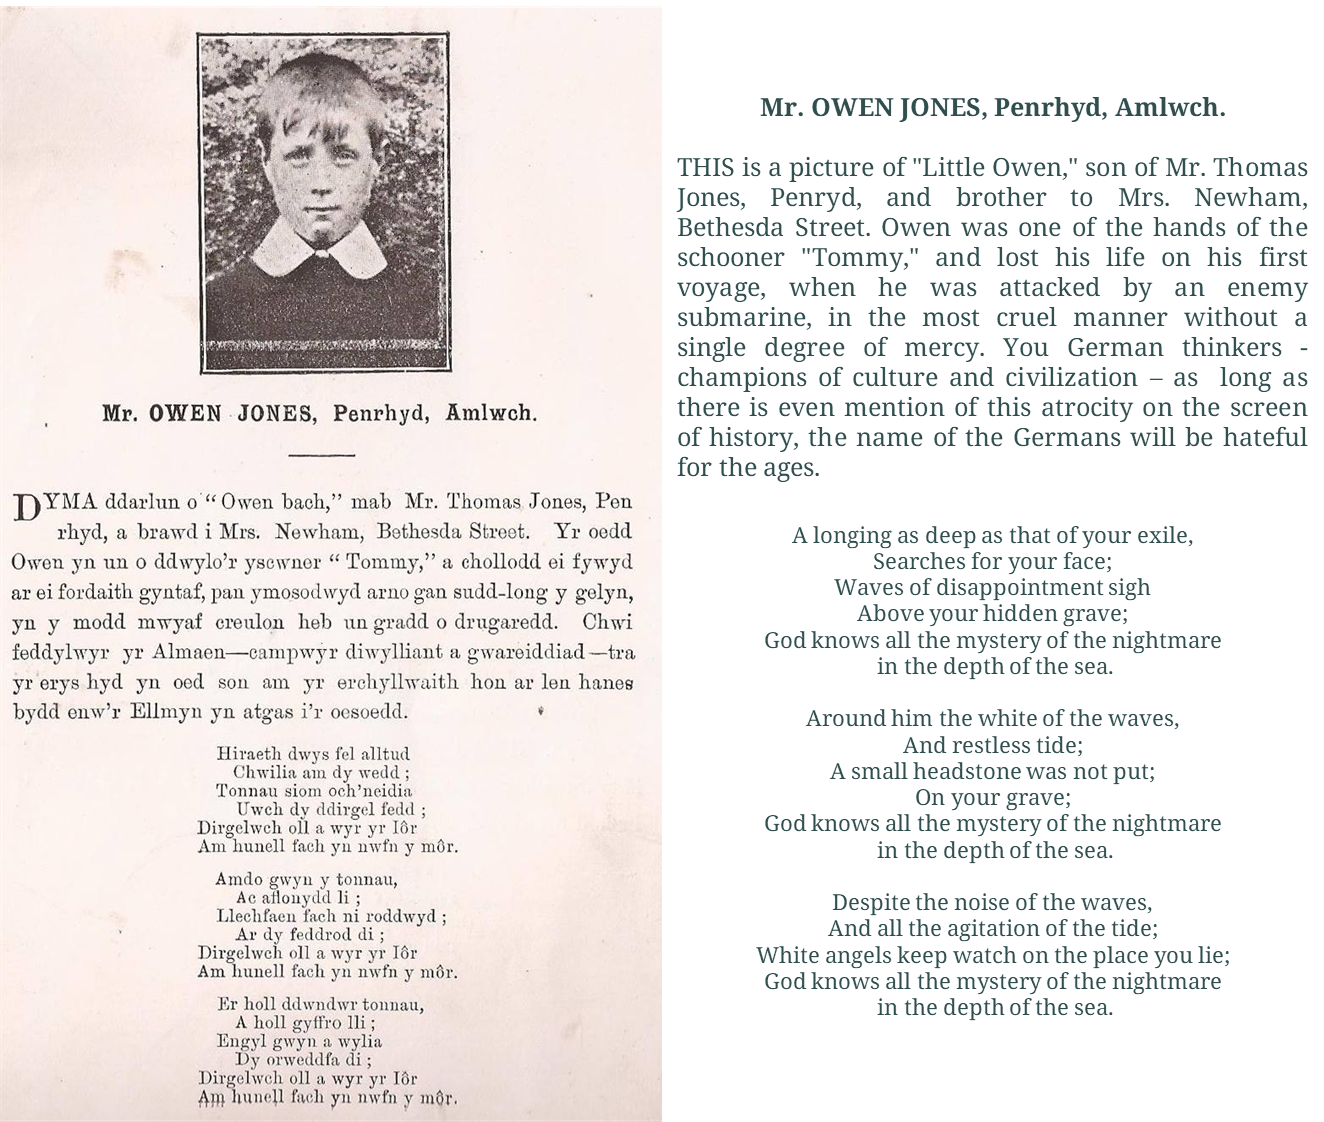 Mr. OWEN JONES, Penrhyd, Amlwch.
DYMA ddarlun o "Owen bach," mab Mr. Thomas Jones, Pen
rhyd, a brawd i Mrs. Newham, Bethesda Street. Yr oedd
Owen yn un o ddwylo'r yscwner "Tommy," a chollodd ei fywyd
ar ei fordaith gyntaf, pan ymosodwyd arno gan sudd-long y gelyn,
yn y modd mwyaf creulon heb un gradd o drugaredd. Chwi
feddylwyr yr Almaen—campwyr diwylliant a gwareiddiad—tra
yr erys hyd yn oed son am yr erchyllwaith hon ar len hanes
bydd enw'r Ellmyn yn atgas i'r oesoedd.
Hiraeth dwys fel alltud
Chwilia am dy wedd ;
Tonnau siom och'neidia
Uwch dy ddirgel fedd ;
Dirgelwch oll a wyr yr Iôr
Am hunell fach yn nwfn y môr.
Amdo gwyn y tonnau,
Ac aflonydd li ;
Llechfaen fach ni roddwyd ;
Ar dy feddrod di ;
Dirgelwch oll a wyr yr Iôr
Am hunell fach yn nwfn y môr.
Er holl ddwndwr tonnau,
A holl gyffro lli ;
Engyl gwyn a wylia
Dy orweddfa di ;
Dirgelwch oll a wyr yr Iôr
Am hunell fach yn nwfn y môr.
Mr. OWEN JONES, Penrhyd, Amlwch.
THIS is a picture of "Little Owen," son of Mr. Thomas
Jones, Penryd, and brother to Mrs. Newham,
Bethesda Street. Owen was one of the hands of the
schooner "Tommy," and lost his life on his first
voyage, when he was attacked by an enemy
submarine, in the most cruel manner without a
single degree of mercy. You German thinkers -
champions of culture and civilization – as long as
there is even mention of this atrocity on the screen
of history, the name of the Germans will be hateful
for the ages.
A longing as deep as that of your exile,
Searches for your face;
Waves of disappointment sigh
Above your hidden grave;
God knows all the mystery of the nightmare
in the depth of the sea.
Around him the white of the waves,
And restless tide;
A small headstone was not put;
On your grave;
God knows all the mystery of the nightmare
in the depth of the sea.
Despite the noise of the waves,
And all the agitation of the tide;
White angels keep watch on the place you lie;
God knows all the mystery of the nightmare
in the depth of the sea.